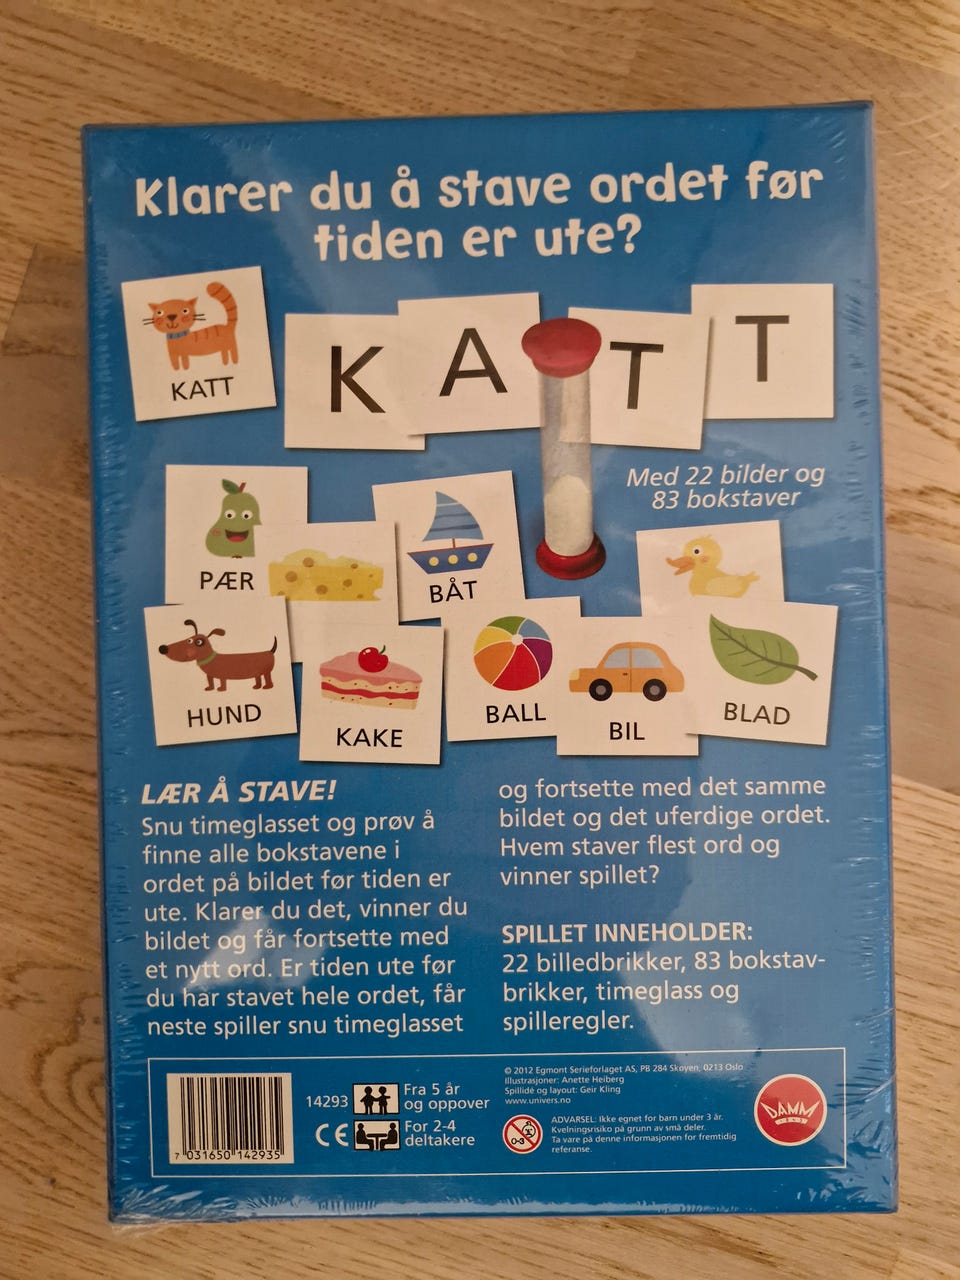 Klarer du å stave ordet før
tiden er ute?
KATT
K A T T
Med 22 bilder og
83 bokstaver
PÆR
BÅT
HUND
KAKE
BALL
BIL
BLAD
LÆR Å STAVE!
Snu timeglasset og prøv å
finne alle bokstavene i
ordet på bildet før tiden er
ute. Klarer du det, vinner du
bildet og får fortsette med
et nytt ord. Er tiden ute før
du har stavet hele ordet, får
neste spiller snu timeglasset
og fortsette med det samme
bildet og det uferdige ordet.
Hvem staver flest ord og
vinner spillet?
SPILLET INNEHOLDER:
22 billedbrikker, 83 bokstav-
brikker, timeglass og
spilleregler.
7 031650 142935
14293
CE
Fra 5 år
og oppover
For 2-4
deltakere
© 2012 Egmont Serieforlaget AS, PB 284 Skøyen, 0213 Oslo
Illustrasjoner: Anette Heiberg
Spillidé og layout: Geir Kling
www.univers.no
0-3
ADVARSEL: Ikke egnet for barn under 3 år.
Kvelningsrisiko på grunn av små deler.
Ta vare på denne informasjonen for fremtidig
referanse.
DAMM
1843